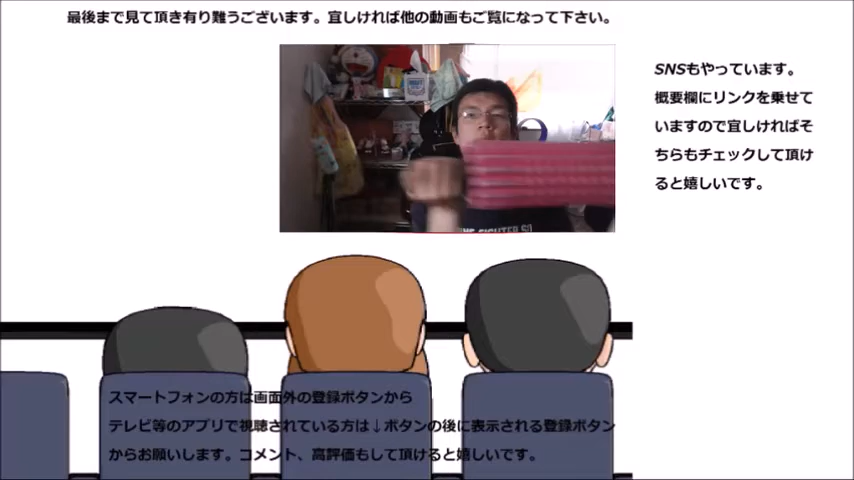 最後まで見て頂き有り難うございます。宜しければ他の動画もご覧になって下さい。
SNSもやっています。
概要欄にリンクを乗せて
いますので宜しければそ
ちらもチェックして頂け
ると嬉しいです。
スマートフォンの方は画面外の登録ボタンから
テレビ等のアプリで視聴されている方は↓ボタンの後に表示される登録ボタン
からお願いします。コメント、高評価もして頂けると嬉しいです。